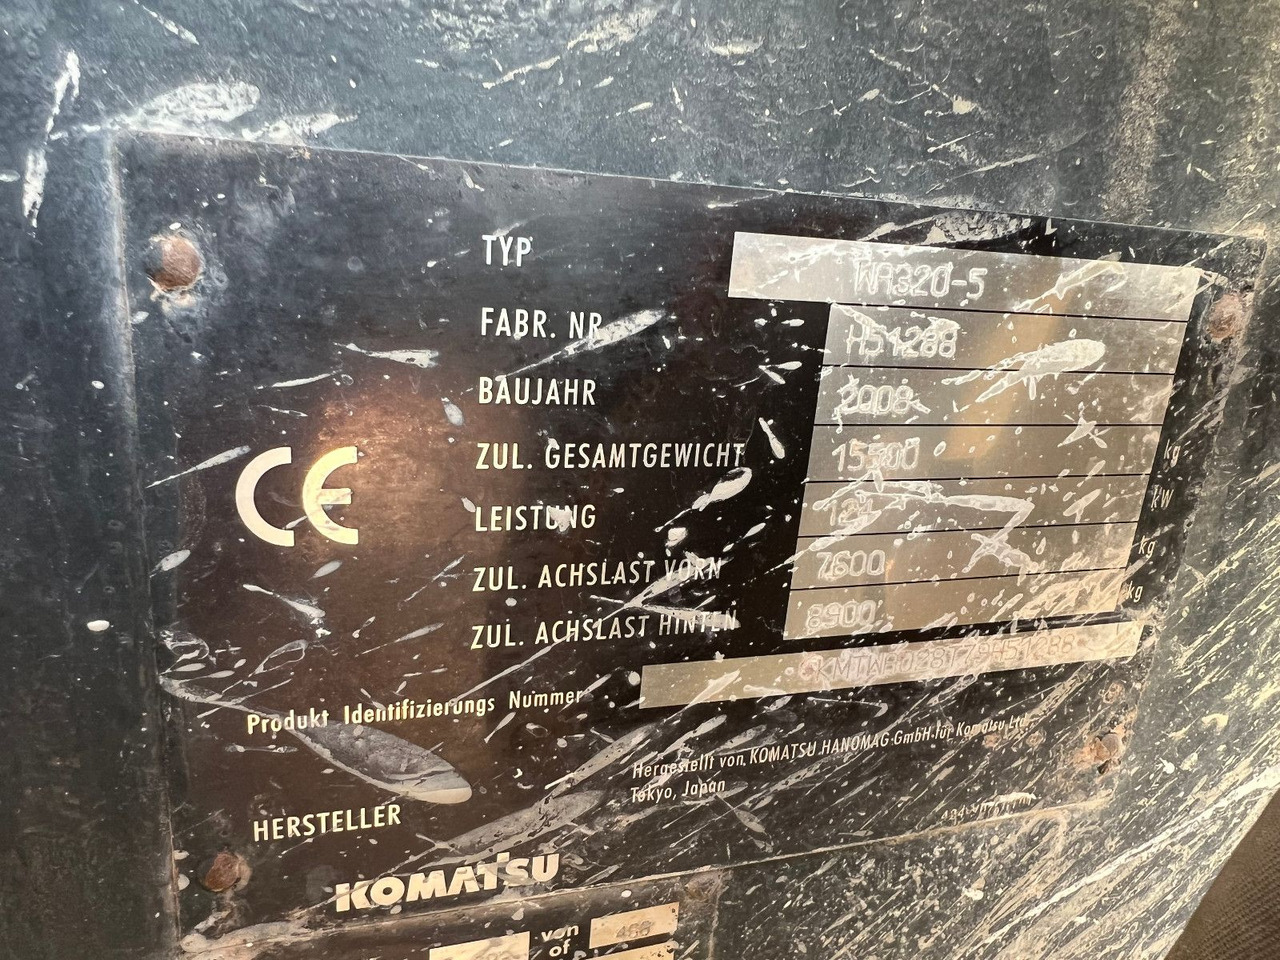 TYP WA320-5
FABR. NR. H51288
BAUJAHR 2008
ZUL. GESAMTGEWICHT 15500 kg
LEISTUNG kW
ZUL. ACHSLAST VORN 7600 kg
ZUL. ACHSLAST HINTEN 8900 kg
Produkt Identifizierungs Nummer
Hergestellt von KOMATSU HANOMAG GmbH für Komatsu Ltd.
Tokyo, Japan
HERSTELLER
KOMATSU
CE
von
of